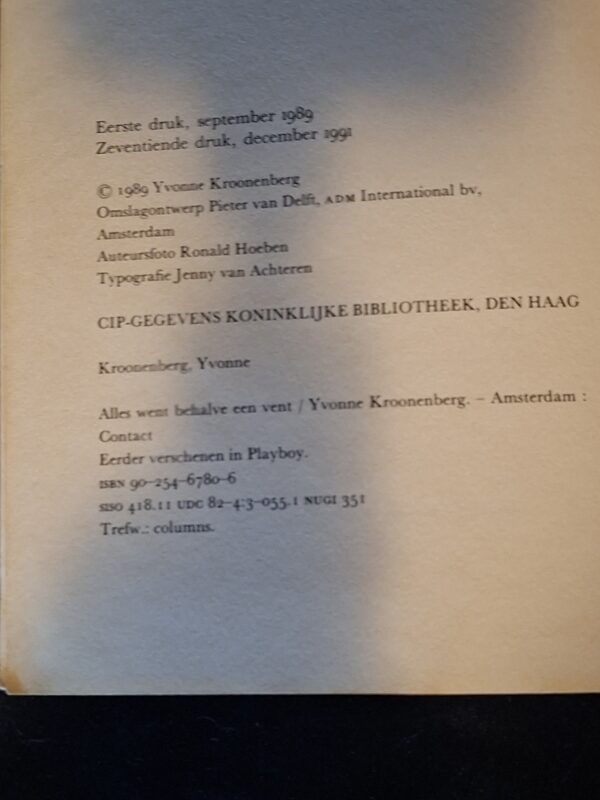 Eerste druk, september 1989
Zeventiende druk, december 1991
© 1989 Yvonne Kroonenberg
Omslagontwerp Pieter van Delft, ADM International bv,
Amsterdam
Auteursfoto Ronald Hoeben
Typografie Jenny van Achteren
CIP-GEGEVENS KONINKLIJKE BIBLIOTHEEK, DEN HAAG
Kroonenberg, Yvonne
Alles went behalve een vent / Yvonne Kroonenberg. – Amsterdam :
Contact
Eerder verschenen in Playboy.
ISBN 90-254-6780-6
SISO 418.11 UDC 82-4:3-055.1 NUGI 351
Trefw.: columns.